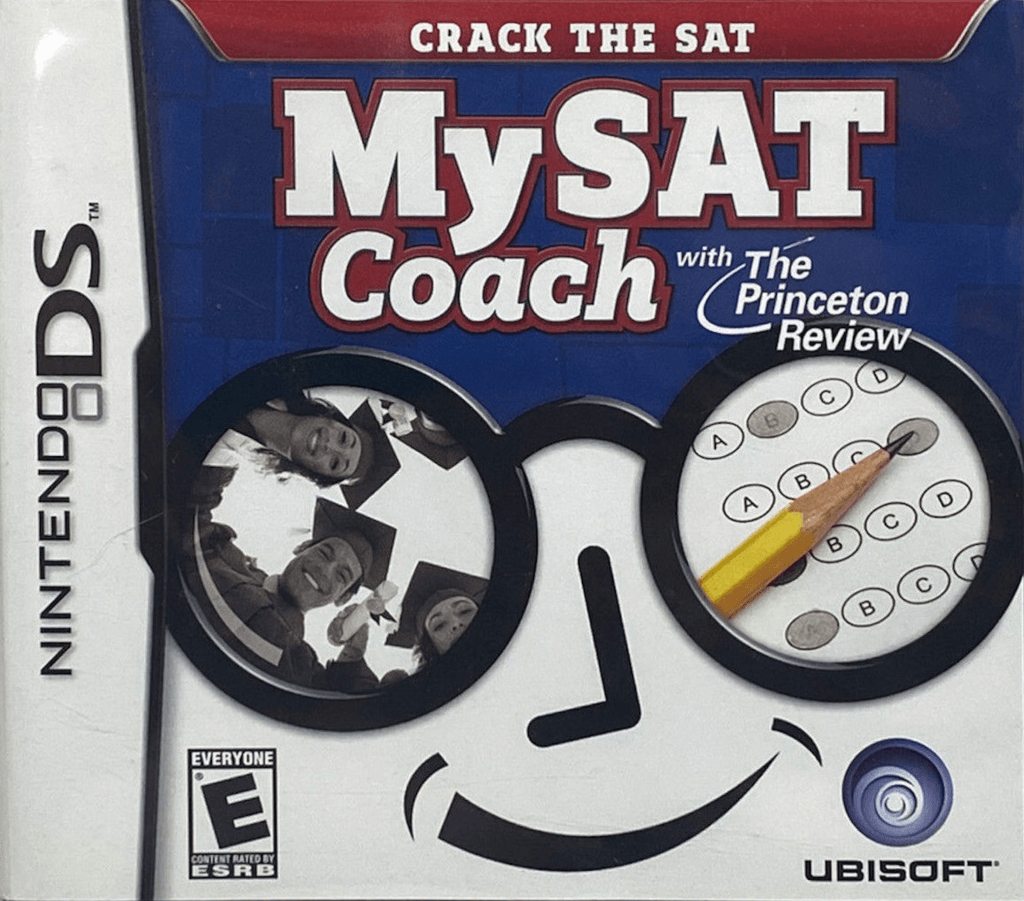 CRACK THE SAT
MySAT
Coach
with The
Princeton
Review
NINTENDO DS™
A B C D
A B C
B C D
B C D
EVERYONE
E
®
CONTENT RATED BY
ESRB
UBISOFT®